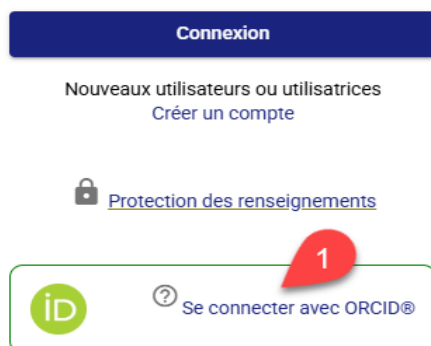 Connexion
Nouveaux utilisateurs ou utilisatrices
Créer un compte
Protection des renseignements
1
iD
? Se connecter avec ORCID®